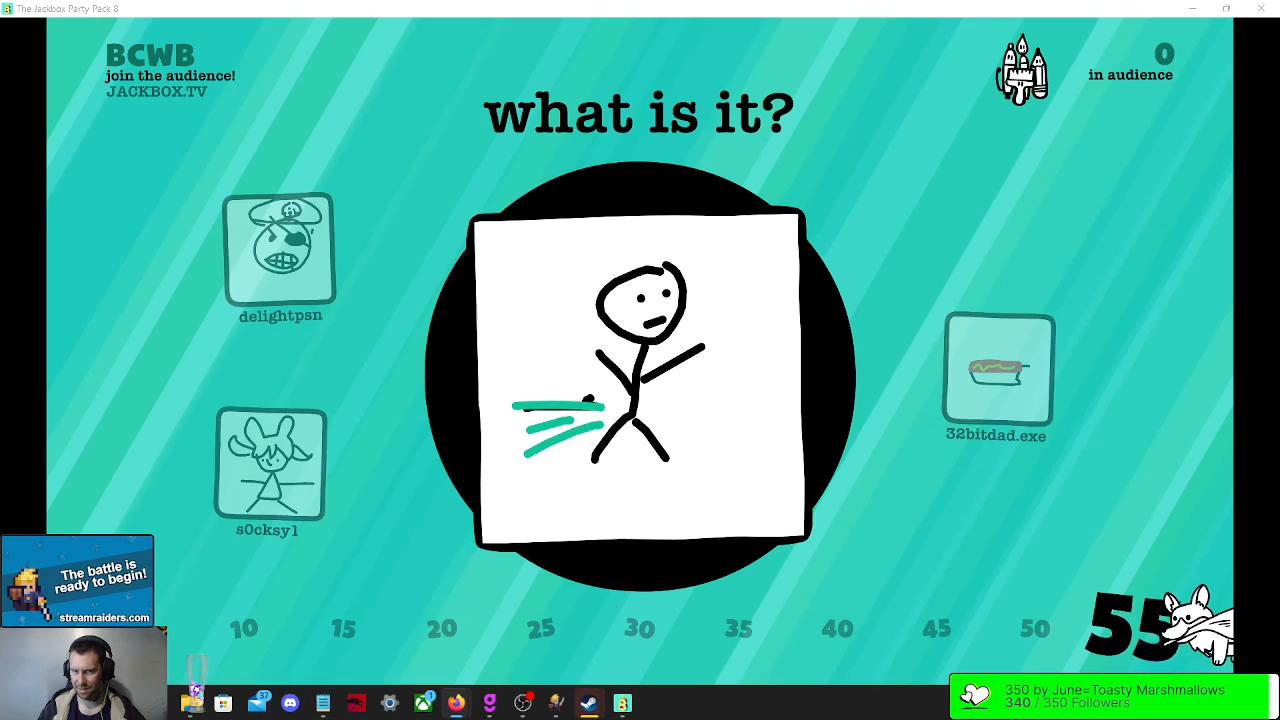 The Jackbox Party Pack 8
BCWB
join the audience!
JACKBOX.TV
0
in audience
what is it?
delightpsn
s0cksy1
32bitdad.exe
The battle is
ready to begin!
streamraiders.com
10 15 20 25 30 35 40 45 50 55
37
1
350 by June=Toasty Marshmallows
340 / 350 Followers